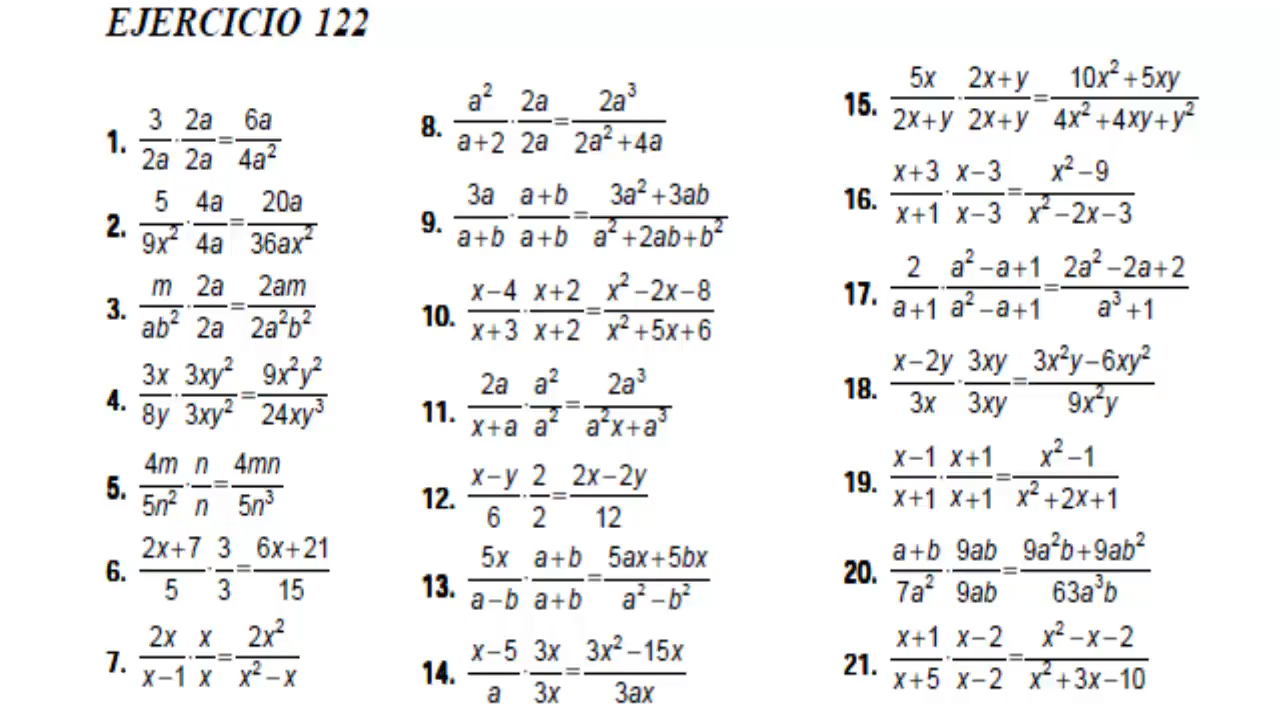 EJERCICIO 122
1. 3/2a · 2a/2a = 6a/4a²
2. 5/9x² · 4a/4a = 20a/36ax²
3. m/ab² · 2a/2a = 2am/2a²b²
4. 3x/8y · 3xy²/3xy² = 9x²y²/24xy³
5. 4m/5n² · n/n = 4mn/5n³
6. (2x+7)/5 · 3/3 = (6x+21)/15
7. 2x/(x−1) · x/x = 2x²/(x²−x)
8. a²/(a+2) · 2a/2a = 2a³/(2a²+4a)
9. 3a/(a+b) · (a+b)/(a+b) = (3a²+3ab)/(a²+2ab+b²)
10. (x−4)/(x+3) · (x+2)/(x+2) = (x²−2x−8)/(x²+5x+6)
11. 2a/(x+a) · a²/a² = 2a³/(a²x+a³)
12. (x−y)/6 · 2/2 = (2x−2y)/12
13. 5x/(a−b) · (a+b)/(a+b) = (5ax+5bx)/(a²−b²)
14. (x−5)/a · 3x/3x = (3x²−15x)/3ax
15. 5x/(2x+y) · (2x+y)/(2x+y) = (10x²+5xy)/(4x²+4xy+y²)
16. (x+3)/(x+1) · (x−3)/(x−3) = (x²−9)/(x²−2x−3)
17. 2/(a+1) · (a²−a+1)/(a²−a+1) = (2a²−2a+2)/(a³+1)
18. (x−2y)/3x · 3xy/3xy = (3x²y−6xy²)/9x²y
19. (x−1)/(x+1) · (x+1)/(x+1) = (x²−1)/(x²+2x+1)
20. (a+b)/7a² · 9ab/9ab = (9a²b+9ab²)/63a³b
21. (x+1)/(x+5) · (x−2)/(x−2) = (x²−x−2)/(x²+3x−10)